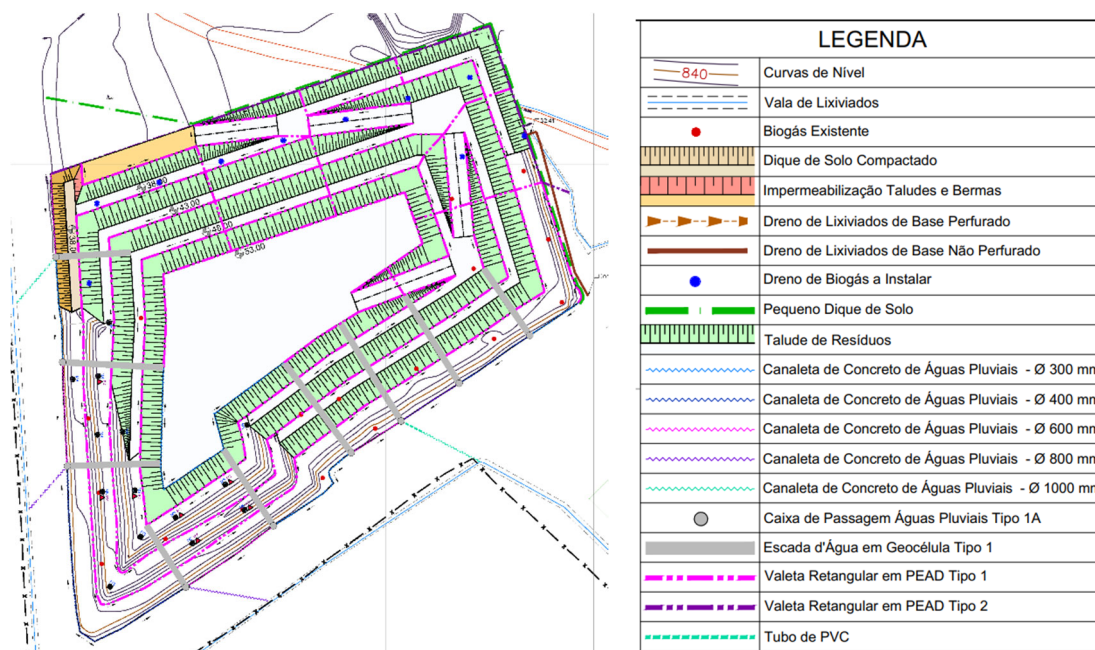 38.00
43.00
48.00
53.00
38.00
LEGENDA
840
Curvas de Nível
Vala de Lixiviados
Biogás Existente
Dique de Solo Compactado
Impermeabilização Taludes e Bermas
Dreno de Lixiviados de Base Perfurado
Dreno de Lixiviados de Base Não Perfurado
Dreno de Biogás a Instalar
Pequeno Dique de Solo
Talude de Resíduos
Canaleta de Concreto de Águas Pluviais - Ø 300 mm
Canaleta de Concreto de Águas Pluviais - Ø 400 mm
Canaleta de Concreto de Águas Pluviais - Ø 600 mm
Canaleta de Concreto de Águas Pluviais - Ø 800 mm
Canaleta de Concreto de Águas Pluviais - Ø 1000 mm
Caixa de Passagem Águas Pluviais Tipo 1A
Escada d'Água em Geocélula Tipo 1
Valeta Retangular em PEAD Tipo 1
Valeta Retangular em PEAD Tipo 2
Tubo de PVC